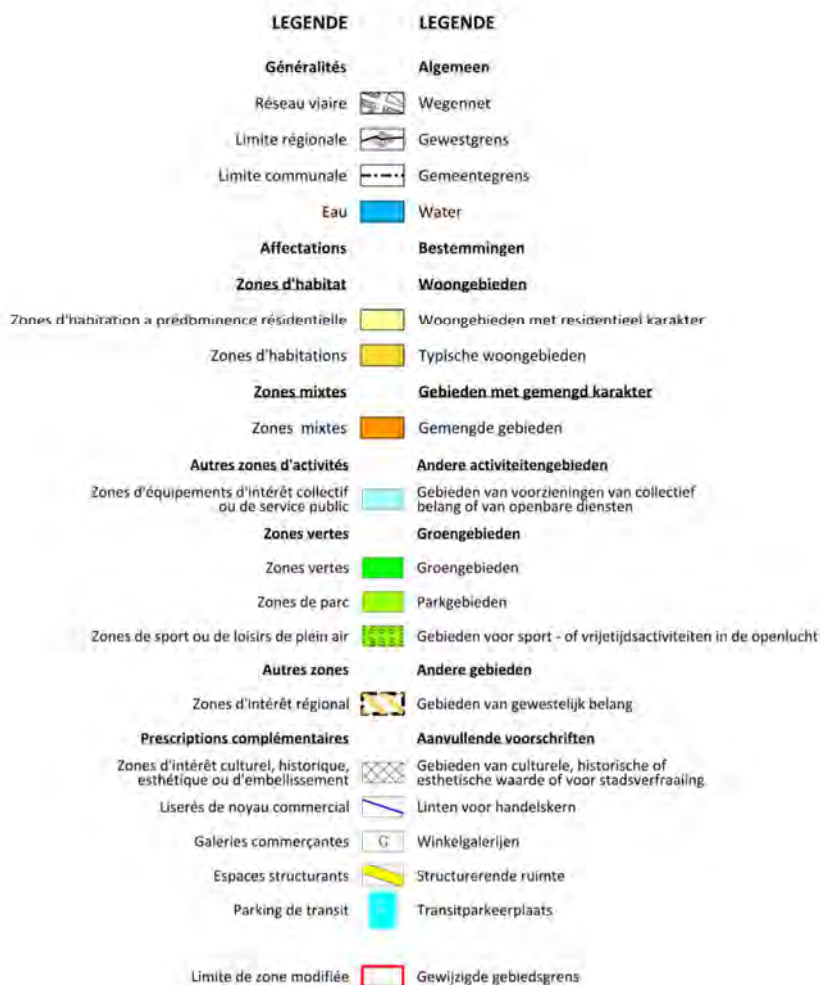 LEGENDE LEGENDE
Généralités Algemeen
Réseau viaire Wegennet
Limite régionale Gewestgrens
Limite communale Gemeentegrens
Eau Water
Affectations Bestemmingen
Zones d'habitat Woongebieden
Zones d'habitation a prédominence résidentielle Woongebieden met residentieel karakter
Zones d'habitations Typische woongebieden
Zones mixtes Gebieden met gemengd karakter
Zones mixtes Gemengde gebieden
Autres zones d'activités Andere activiteitengebieden
Zones d'équipements d'intérêt collectif Gebieden van voorzieningen van collectief
ou de service public belang of van openbare diensten
Zones vertes Groengebieden
Zones vertes Groengebieden
Zones de parc Parkgebieden
Zones de sport ou de loisirs de plein air Gebieden voor sport - of vrijetijdsactiviteiten in de openlucht
Autres zones Andere gebieden
Zones d'intérêt régional Gebieden van gewestelijk belang
Prescriptions complémentaires Aanvullende voorschriften
Zones d'intérêt culturel, historique, Gebieden van culturele, historische of
esthétique ou d'embellissement esthetische waarde of voor stadsverfraaiing
Liserés de noyau commercial Linten voor handelskern
Galeries commerçantes G Winkelgalerijen
Espaces structurants Structurerende ruimte
Parking de transit Transitparkeerplaats
Limite de zone modifiée Gewijzigde gebiedsgrens